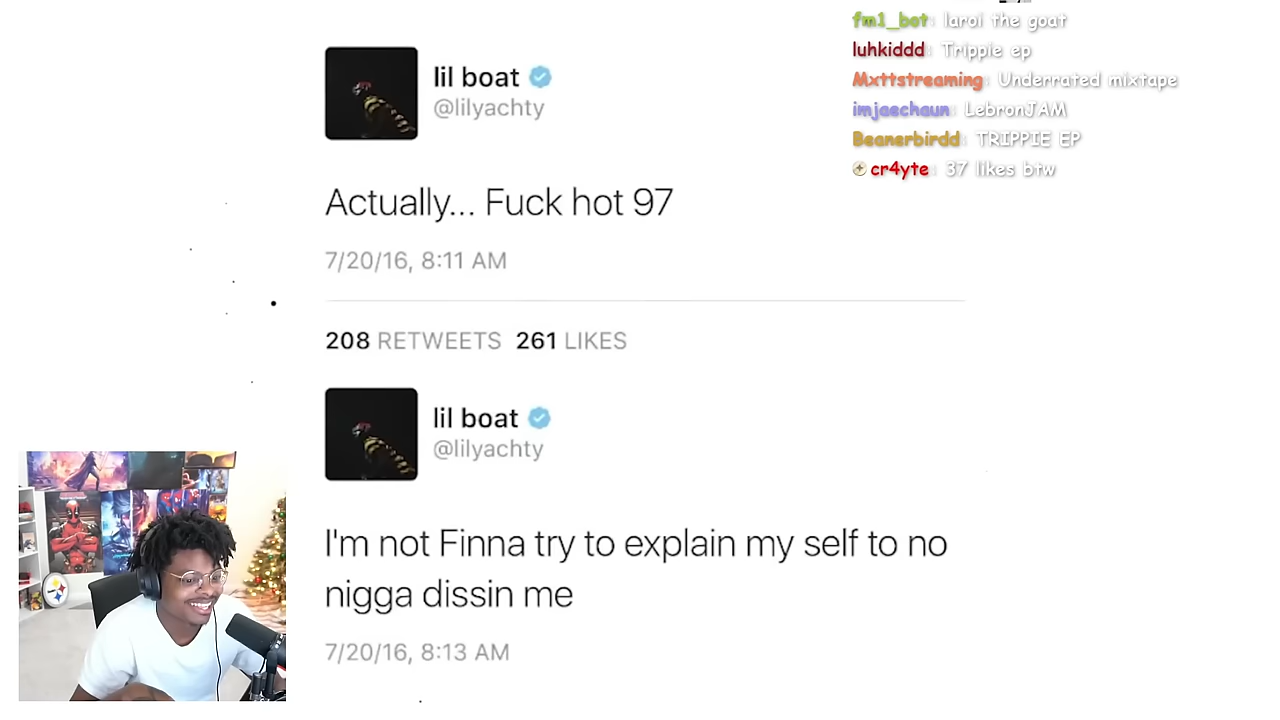 fm1_bot: laroi the goat
luhkiddd: Trippie ep
Mxttstreaming: Underrated mixtape
imjaechaun: LebronJAM
Beanerbirdd: TRIPPIE EP
cr4yte: 37 likes btw
lil boat
@lilyachty
Actually... Fuck hot 97
7/20/16, 8:11 AM
208 RETWEETS 261 LIKES
lil boat
@lilyachty
I'm not Finna try to explain my self to no
nigga dissin me
7/20/16, 8:13 AM